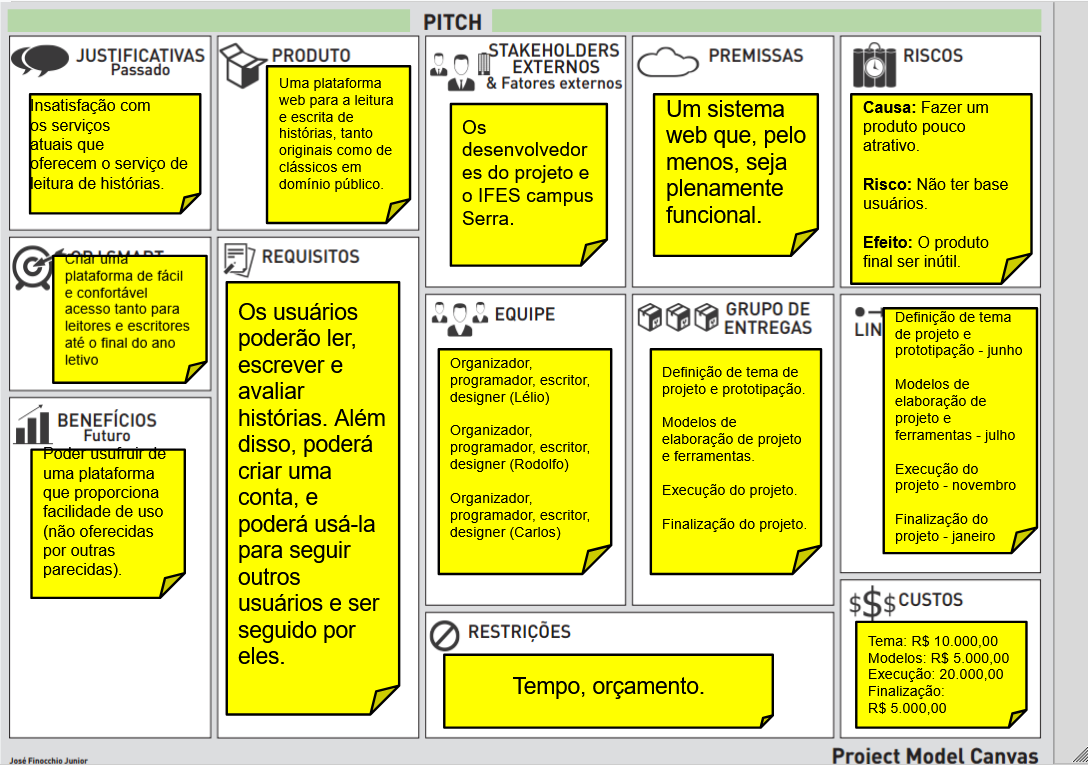 PITCH
JUSTIFICATIVAS
Passado
Insatisfação com
os serviços
atuais que
oferecem o serviço de
leitura de histórias.
PRODUTO
Uma plataforma
web para a leitura
e escrita de
histórias, tanto
originais como de
clássicos em
domínio público.
STAKEHOLDERS
EXTERNOS
& Fatores externos
Os
desenvolvedor
es do projeto e
o IFES campus
Serra.
PREMISSAS
Um sistema
web que, pelo
menos, seja
plenamente
funcional.
RISCOS
Causa: Fazer um
produto pouco
atrativo.
Risco: Não ter base
usuários.
Efeito: O produto
final ser inútil.
Criar uma
plataforma de fácil
e confortável
acesso tanto para
leitores e escritores
até o final do ano
letivo
REQUISITOS
Os usuários
poderão ler,
escrever e
avaliar
histórias. Além
disso, poderá
criar uma
conta, e
poderá usá-la
para seguir
outros
usuários e ser
seguido por
eles.
EQUIPE
Organizador,
programador, escritor,
designer (Lélio)
Organizador,
programador, escritor,
designer (Rodolfo)
Organizador,
programador, escritor,
designer (Carlos)
GRUPO DE
ENTREGAS
Definição de tema de
projeto e prototipação.
Modelos de
elaboração de projeto
e ferramentas.
Execução do projeto.
Finalização do projeto.
LIN
Definição de tema
de projeto e
prototipação - junho
Modelos de
elaboração de
projeto e
ferramentas - julho
Execução do
projeto - novembro
Finalização do
projeto - janeiro
BENEFÍCIOS
Futuro
Poder usufruir de
uma plataforma
que proporciona
facilidade de uso
(não oferecidas
por outras
parecidas).
RESTRIÇÕES
Tempo, orçamento.
$$$ CUSTOS
Tema: R$ 10.000,00
Modelos: R$ 5.000,00
Execução: 20.000,00
Finalização:
R$ 5.000,00
José Finocchio Junior
Project Model Canvas